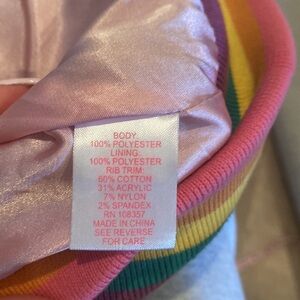 BODY:
100% POLYESTER
LINING:
100% POLYESTER
RIB TRIM:
60% COTTON
31% ACRYLIC
7% NYLON
2% SPANDEX
RN 108357
MADE IN CHINA
SEE REVERSE
FOR CARE